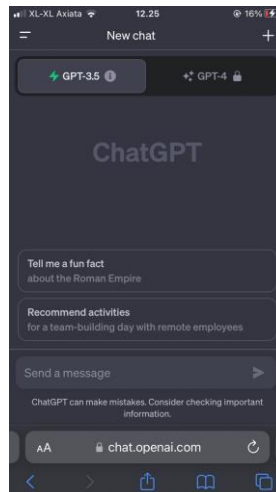 XL-XL Axiata 12.25 16%
New chat
GPT-3.5 GPT-4
ChatGPT
Tell me a fun fact
about the Roman Empire
Recommend activities
for a team-building day with remote employees
Send a message
ChatGPT can make mistakes. Consider checking important
information.
AA chat.openai.com